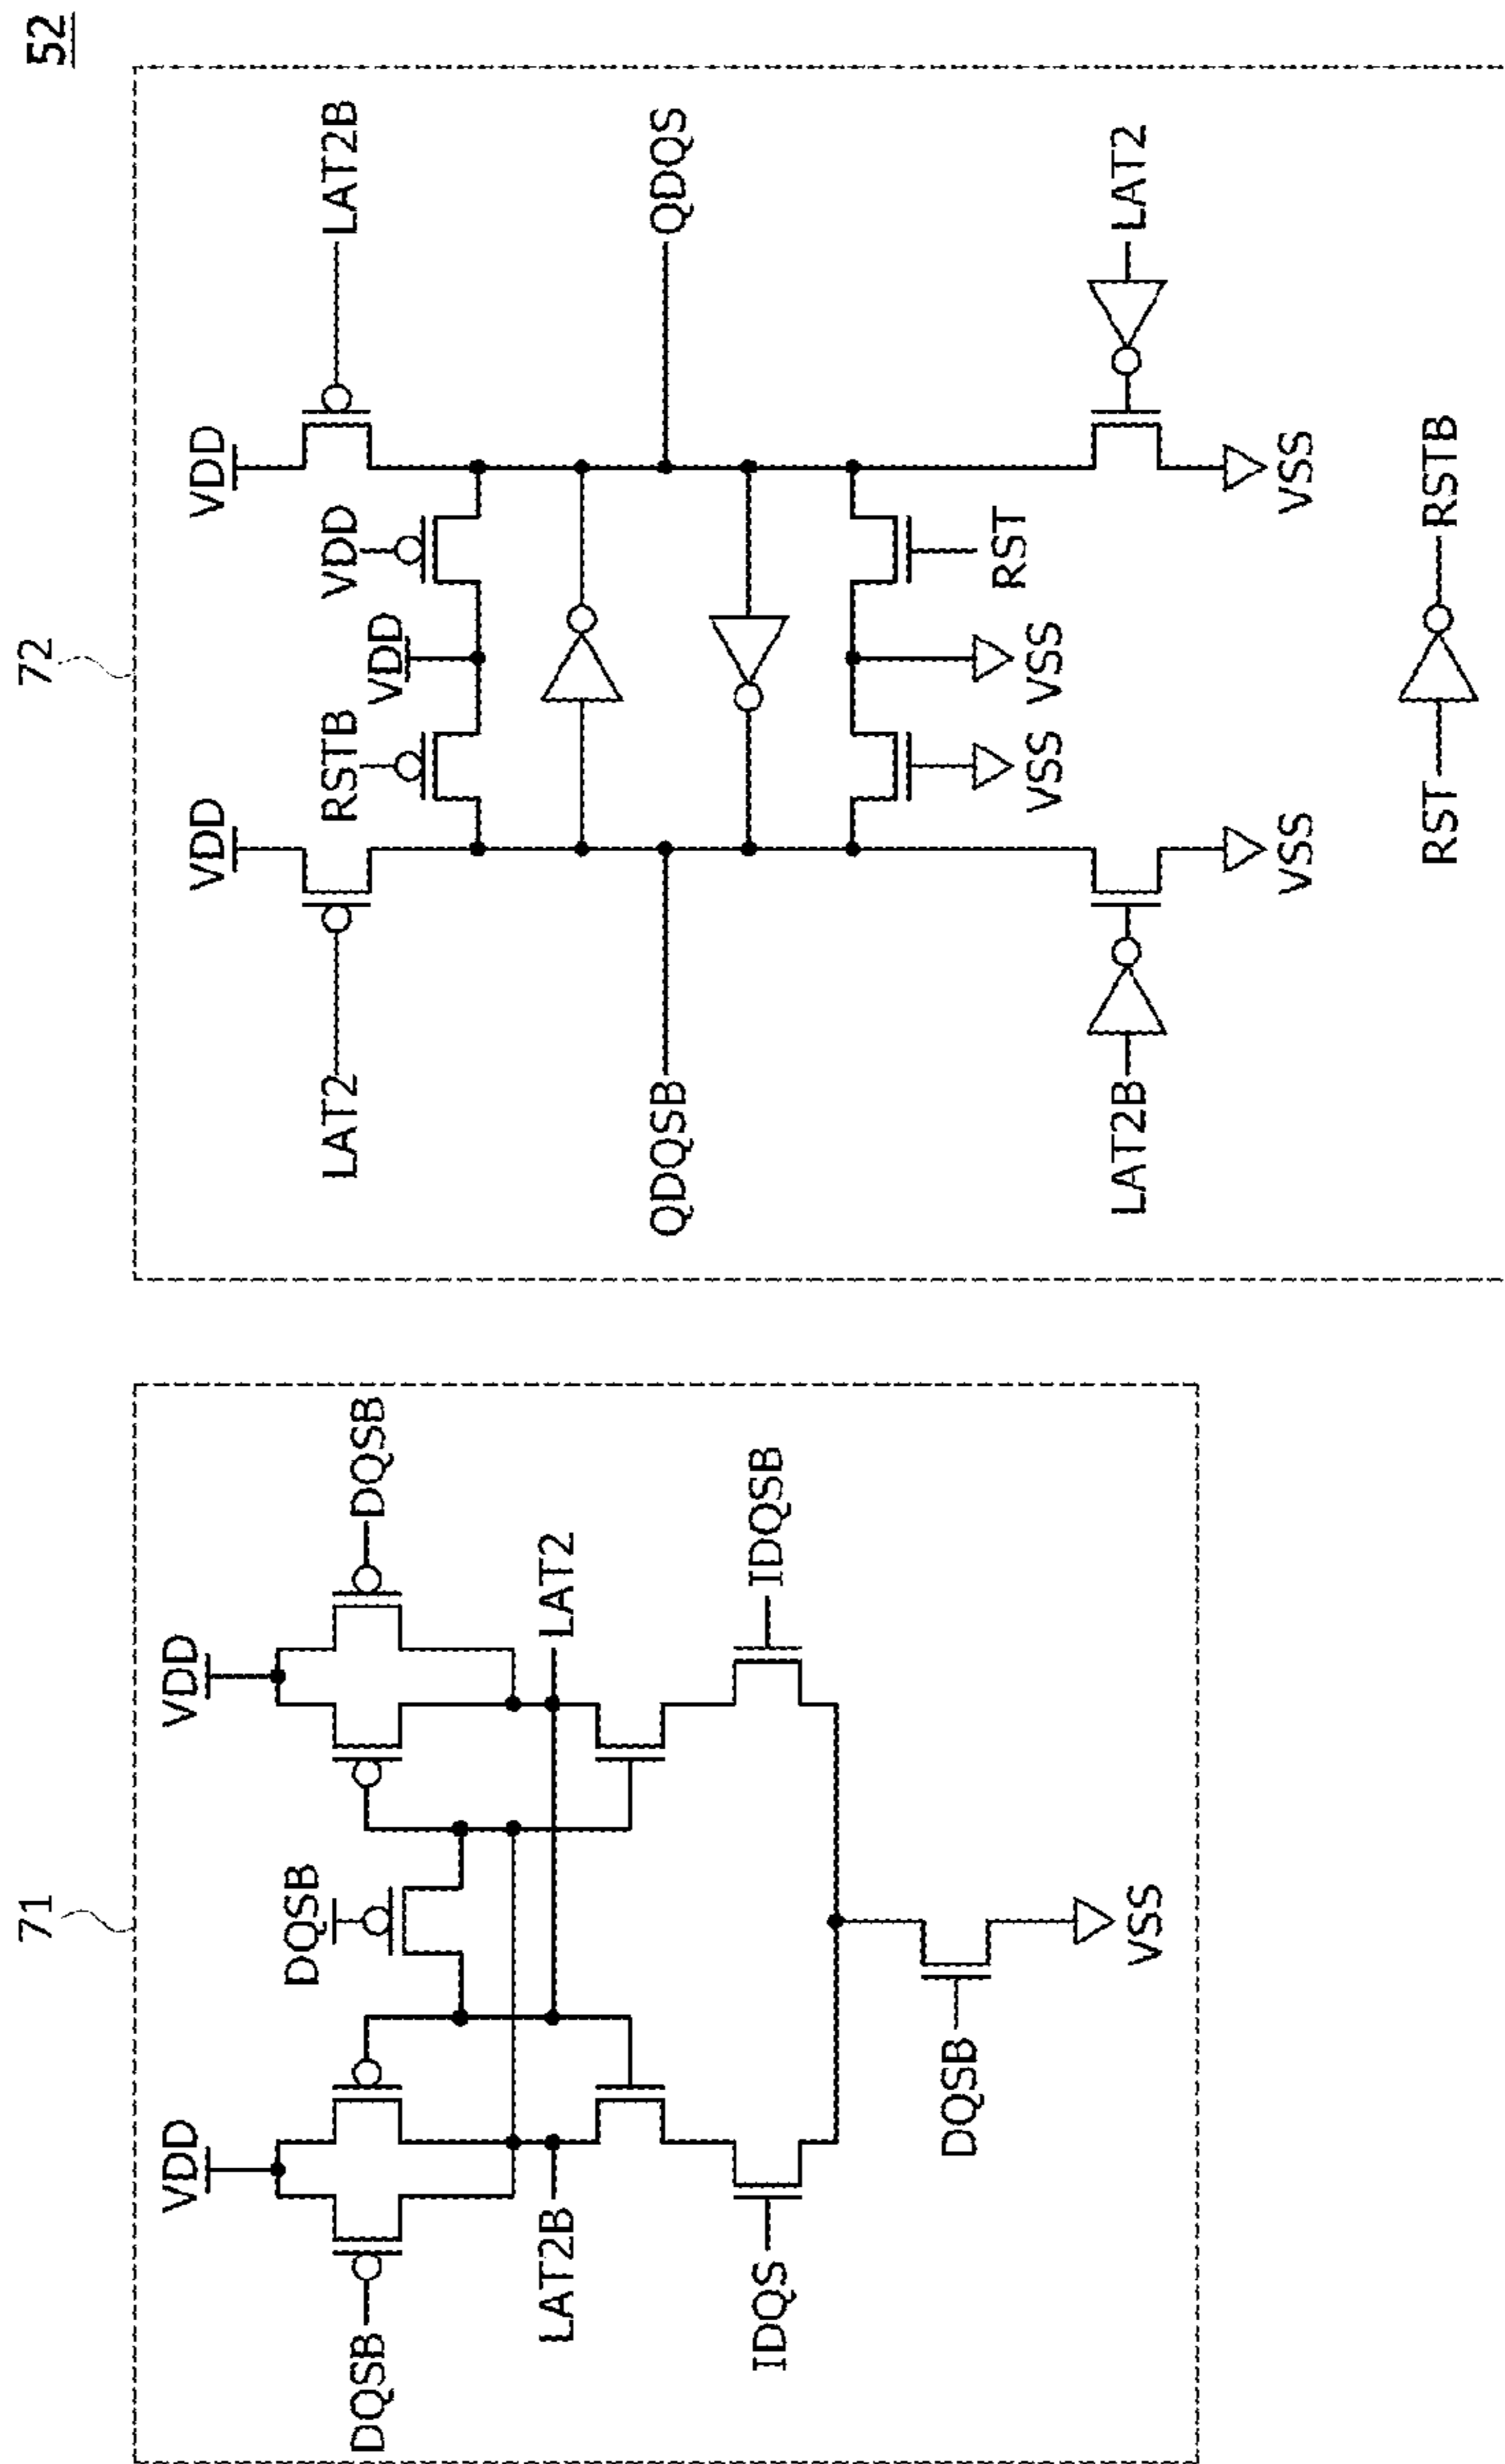 52
71
VDD
VDD
DQSB
DQSB
DQSB
LAT2B
LAT2
IDQS
IDQSB
DQSB
VSS
72
VDD
VDD
LAT2
RSTB
VDD
VDD
LAT2B
QDQSB
QDQS
VSS
VSS
RST
LAT2B
LAT2
VSS
VSS
RST
RSTB